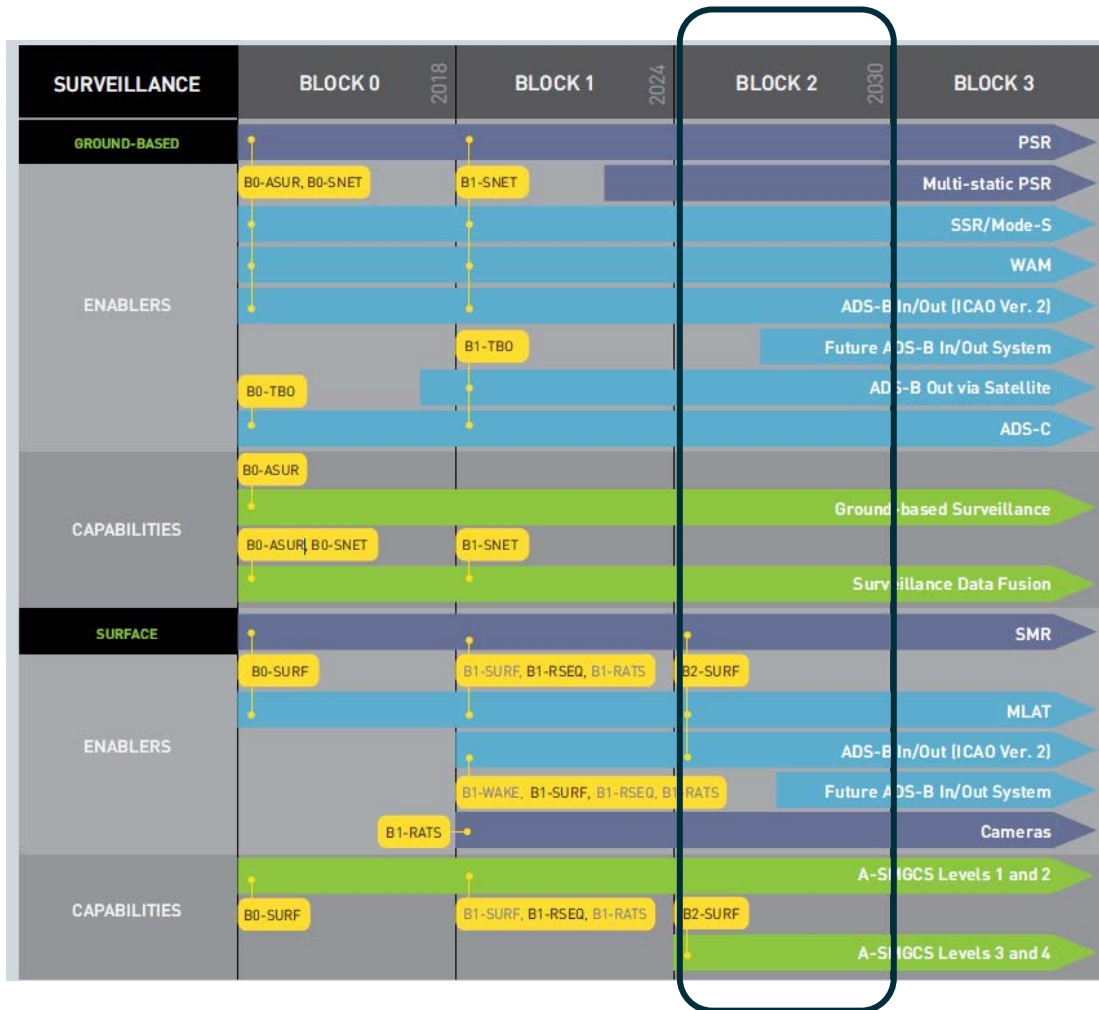 SURVEILLANCE BLOCK 0 2018 BLOCK 1 2024 BLOCK 2 2030 BLOCK 3
GROUND-BASED PSR
B0-ASUR, B0-SNET B1-SNET Multi-static PSR
SSR/Mode-S
WAM
ENABLERS ADS-B In/Out (ICAO Ver. 2)
B1-TBO Future ADS-B In/Out System
B0-TBO ADS-B Out via Satellite
ADS-C
B0-ASUR
Ground-based Surveillance
CAPABILITIES
B0-ASUR, B0-SNET B1-SNET
Surveillance Data Fusion
SURFACE SMR
B0-SURF B1-SURF, B1-RSEQ, B1-RATS B2-SURF
MLAT
ENABLERS ADS-B In/Out (ICAO Ver. 2)
B1-WAKE, B1-SURF, B1-RSEQ, B1-RATS Future ADS-B In/Out System
B1-RATS Cameras
A-SMGCS Levels 1 and 2
CAPABILITIES B0-SURF B1-SURF, B1-RSEQ, B1-RATS B2-SURF
A-SMGCS Levels 3 and 4